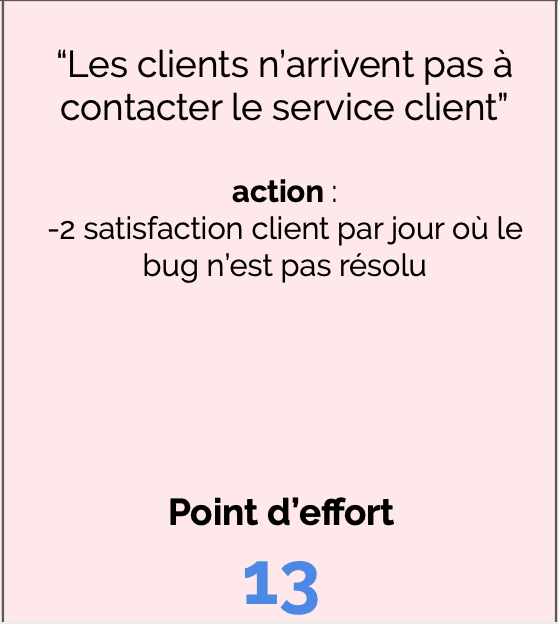 “Les clients n’arrivent pas à
contacter le service client”
action :
-2 satisfaction client par jour où le
bug n’est pas résolu
Point d’effort
13